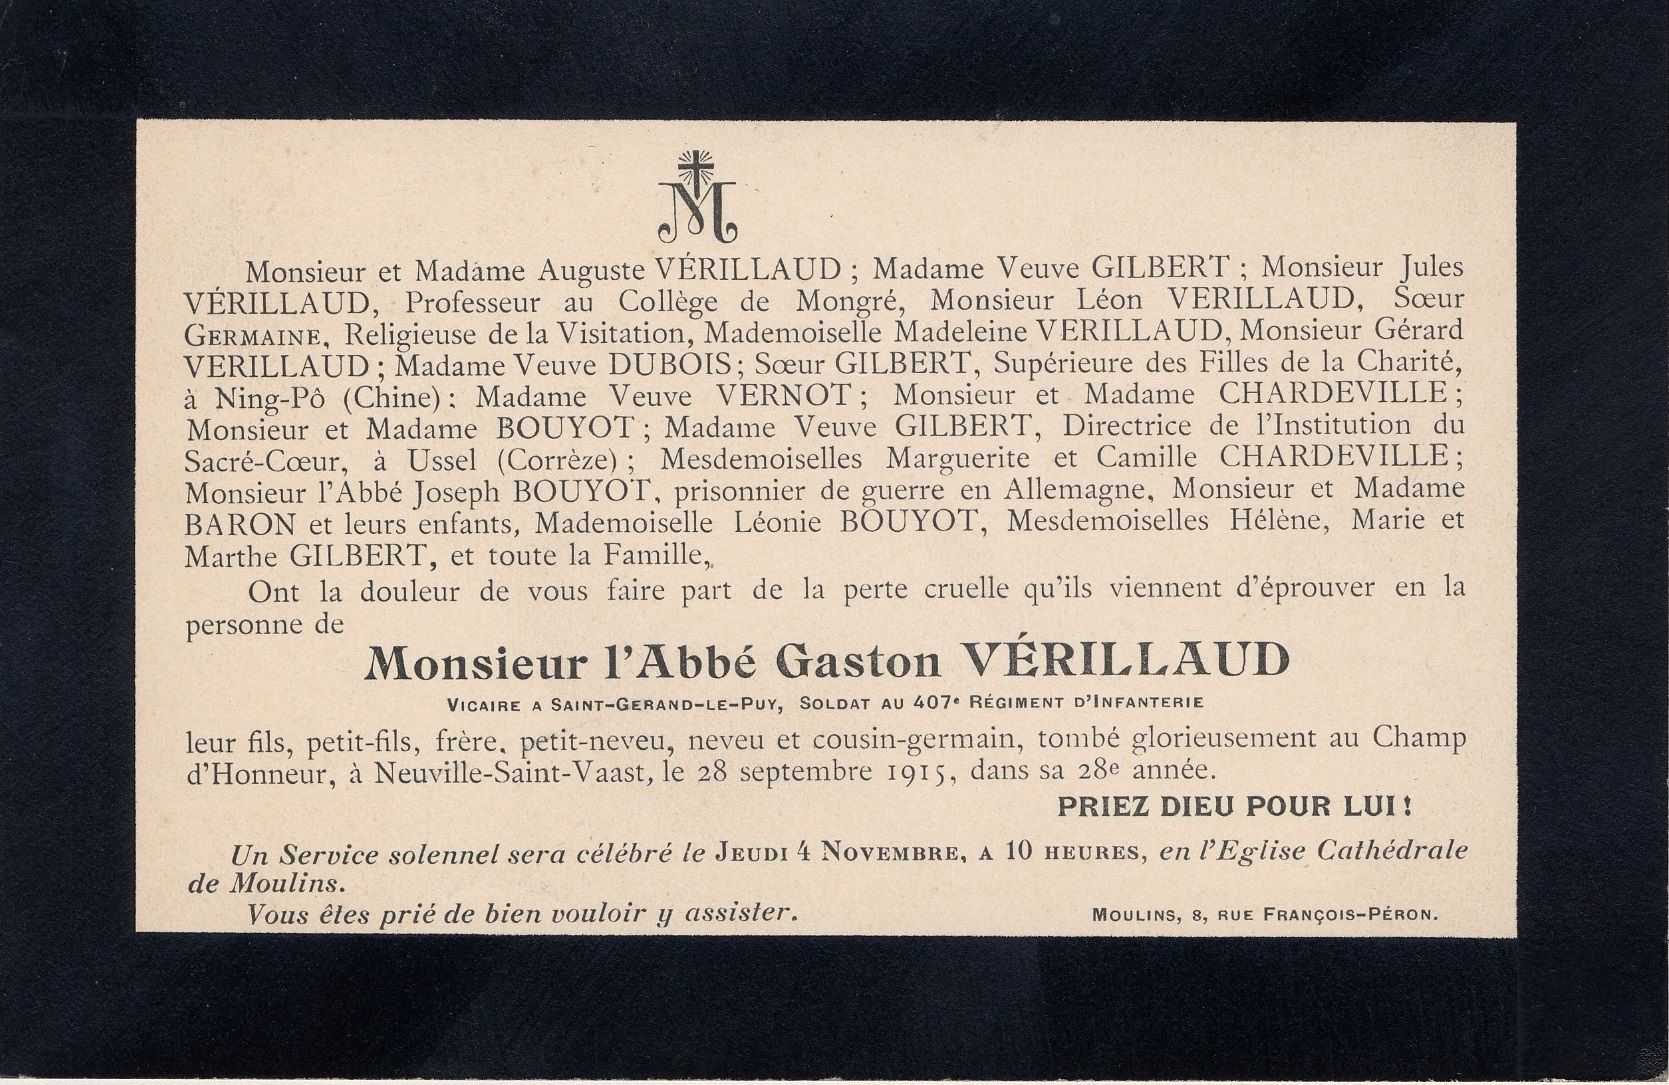 M
Monsieur et Madame Auguste VÉRILLAUD ; Madame Veuve GILBERT ; Monsieur Jules
VÉRILLAUD, Professeur au Collège de Mongré, Monsieur Léon VERILLAUD, Sœur
GERMAINE, Religieuse de la Visitation, Mademoiselle Madeleine VERILLAUD, Monsieur Gérard
VERILLAUD ; Madame Veuve DUBOIS ; Sœur GILBERT, Supérieure des Filles de la Charité,
à Ning-Pô (Chine) : Madame Veuve VERNOT ; Monsieur et Madame CHARDEVILLE ;
Monsieur et Madame BOUYOT ; Madame Veuve GILBERT, Directrice de l'Institution du
Sacré-Cœur, à Ussel (Corrèze) ; Mesdemoiselles Marguerite et Camille CHARDEVILLE ;
Monsieur l'Abbé Joseph BOUYOT, prisonnier de guerre en Allemagne, Monsieur et Madame
BARON et leurs enfants, Mademoiselle Léonie BOUYOT, Mesdemoiselles Hélène, Marie et
Marthe GILBERT, et toute la Famille,
Ont la douleur de vous faire part de la perte cruelle qu'ils viennent d'éprouver en la
personne de
Monsieur l'Abbé Gaston VÉRILLAUD
VICAIRE A SAINT-GERAND-LE-PUY, SOLDAT AU 407e RÉGIMENT D'INFANTERIE
leur fils, petit-fils, frère, petit-neveu, neveu et cousin-germain, tombé glorieusement au Champ
d'Honneur, à Neuville-Saint-Vaast, le 28 septembre 1915, dans sa 28e année.
PRIEZ DIEU POUR LUI !
Un Service solennel sera célébré le JEUDI 4 NOVEMBRE, A 10 HEURES, en l'Eglise Cathédrale
de Moulins.
Vous êtes prié de bien vouloir y assister. MOULINS, 8, RUE FRANÇOIS-PÉRON.